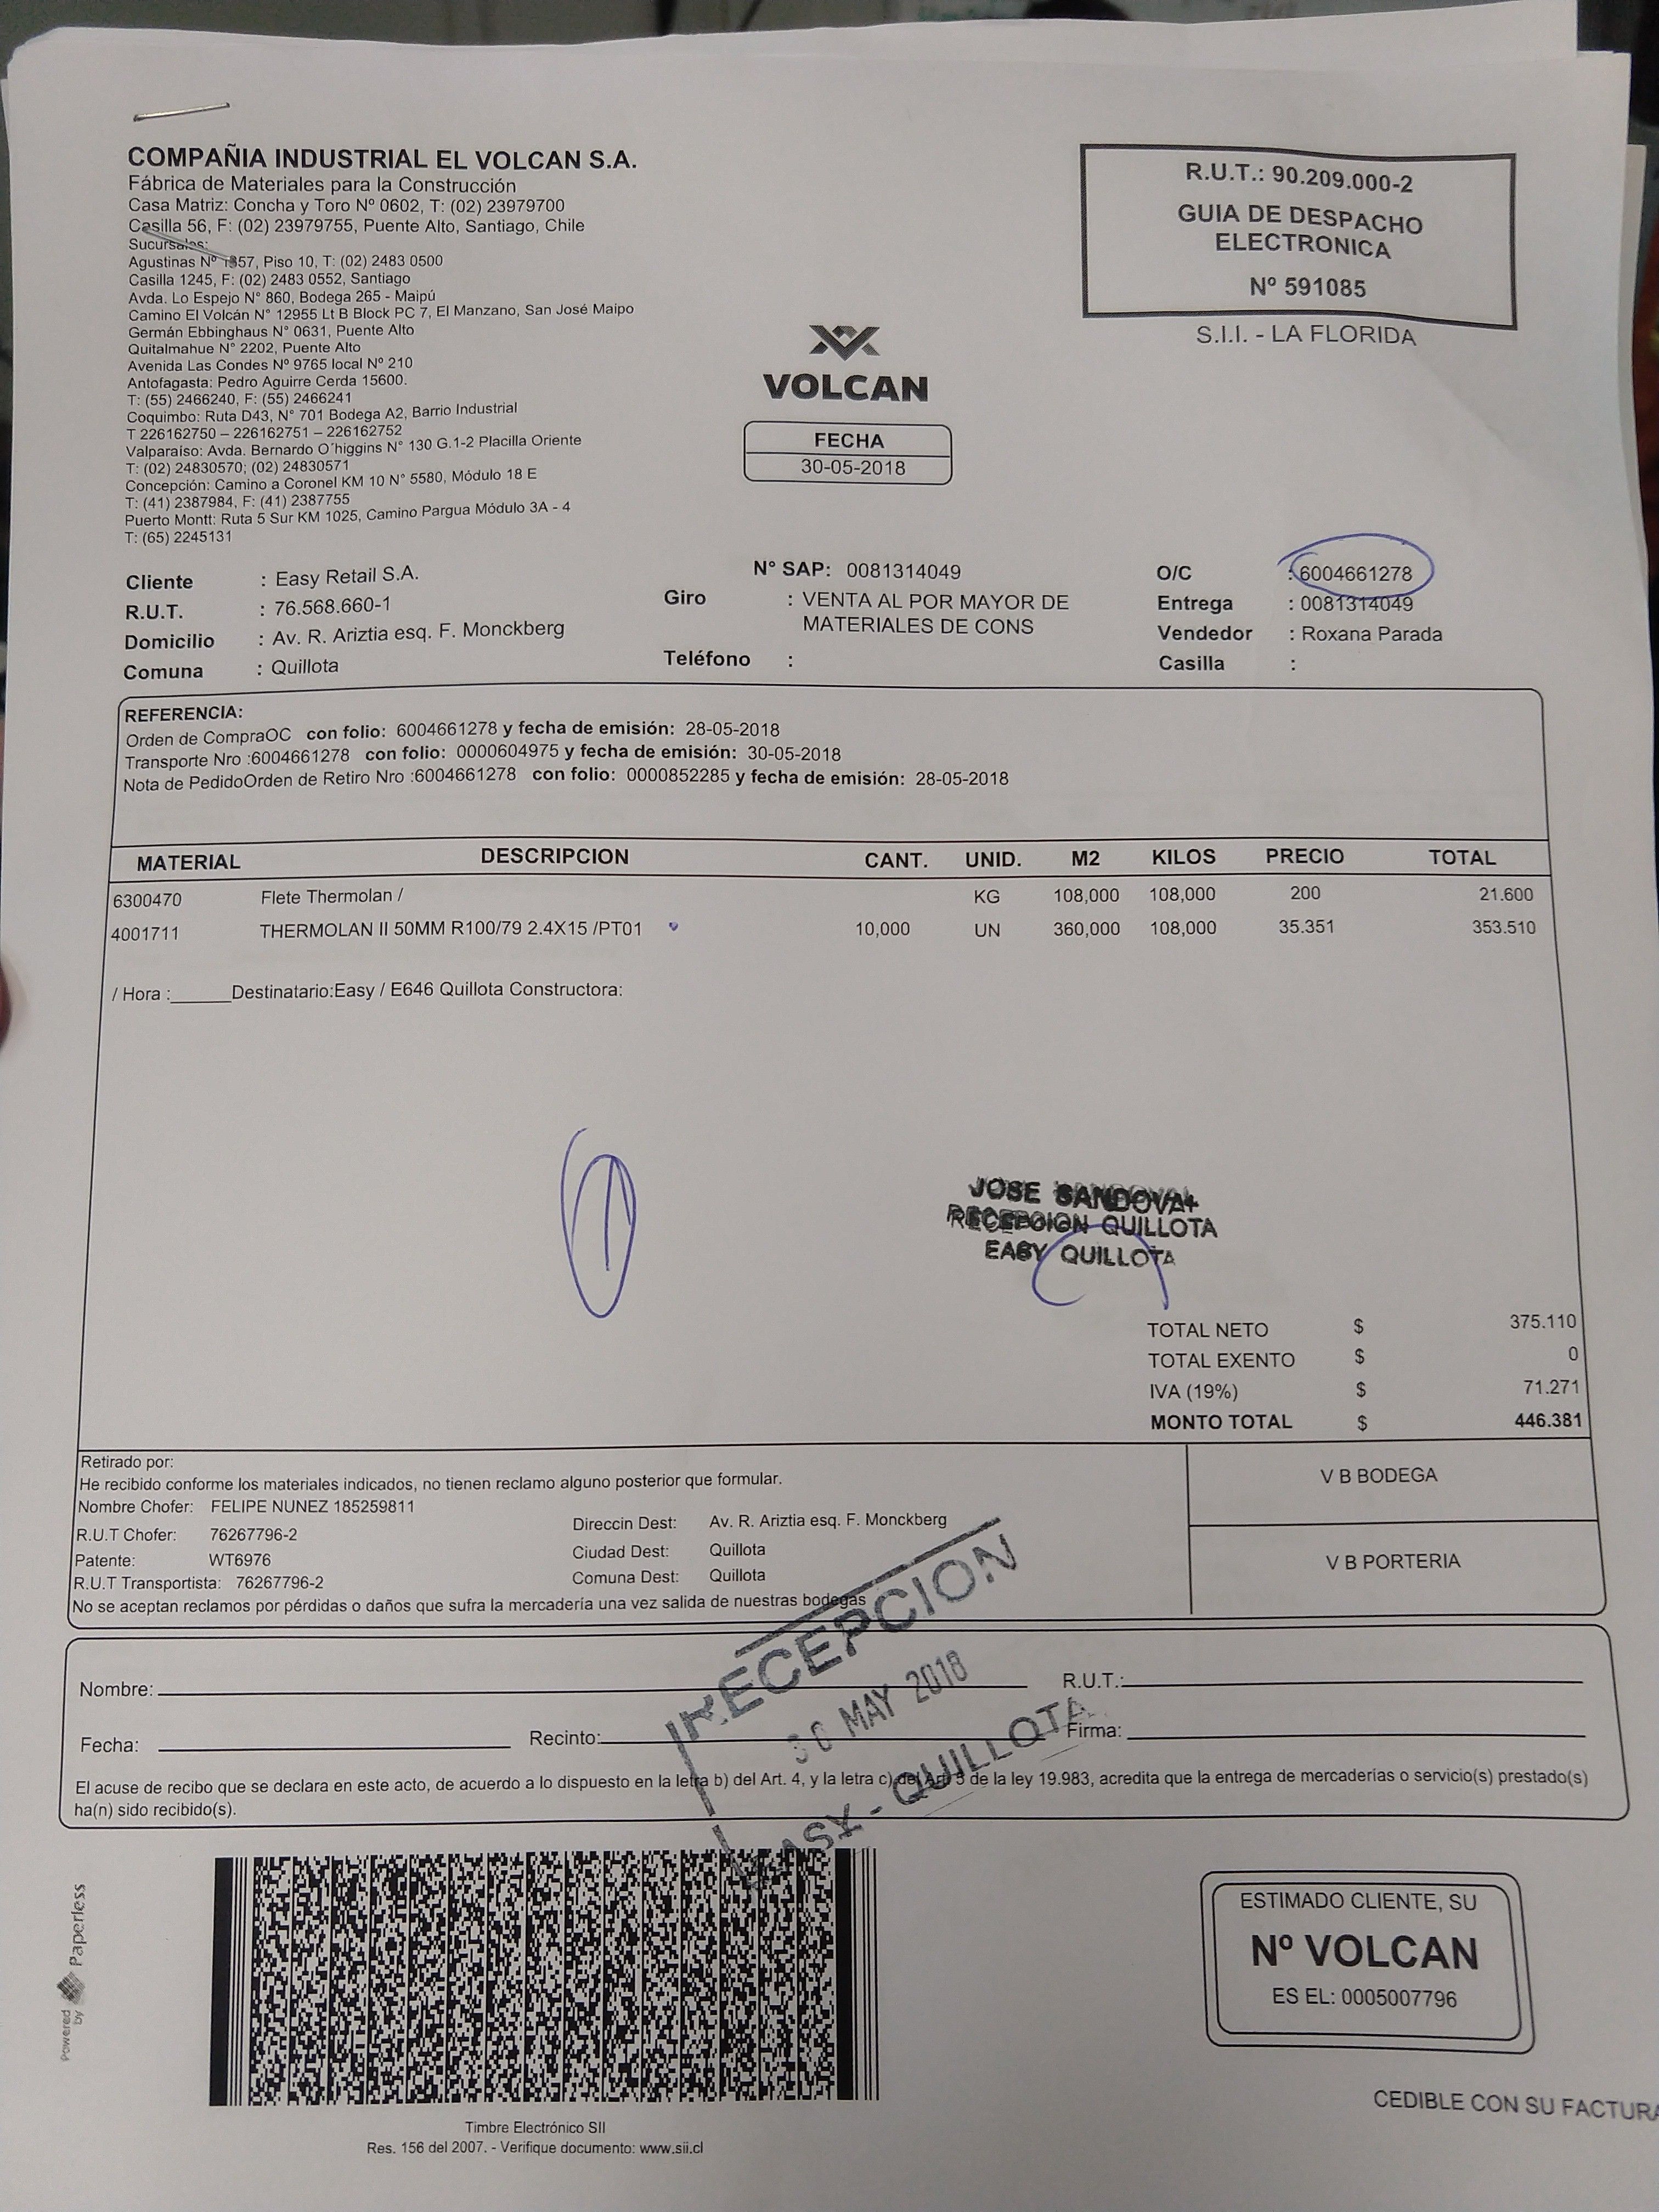 COMPAÑIA INDUSTRIAL EL VOLCAN S.A.
Fábrica de Materiales para la Construcción
Casa Matriz: Concha y Toro Nº 0602, T: (02) 23979700
Casilla 56, F: (02) 23979755, Puente Alto, Santiago, Chile
Sucursales:
Agustinas Nº 1357, Piso 10, T: (02) 2483 0500
Casilla 1245, F: (02) 2483 0552, Santiago
Avda. Lo Espejo N° 860, Bodega 265 - Maipú
Camino El Volcán N° 12955 Lt B Block PC 7, El Manzano, San José Maipo
Germán Ebbinghaus N° 0631, Puente Alto
Quitalmahue N° 2202, Puente Alto
Avenida Las Condes Nº 9765 local Nº 210
Antofagasta: Pedro Aguirre Cerda 15600.
T: (55) 2466240, F: (55) 2466241
Coquimbo: Ruta D43, N° 701 Bodega A2, Barrio Industrial
T 226162750 – 226162751 – 226162752
Valparaíso: Avda. Bernardo O´higgins N° 130 G.1-2 Placilla Oriente
T: (02) 24830570; (02) 24830571
Concepción: Camino a Coronel KM 10 N° 5580, Módulo 18 E
T: (41) 2387984, F: (41) 2387755
Puerto Montt: Ruta 5 Sur KM 1025, Camino Pargua Módulo 3A - 4
T: (65) 2245131
R.U.T.: 90.209.000-2
GUIA DE DESPACHO
ELECTRONICA
Nº 591085
S.I.I. - LA FLORIDA
VOLCAN
FECHA
30-05-2018
Cliente : Easy Retail S.A.
R.U.T. : 76.568.660-1
Domicilio : Av. R. Ariztia esq. F. Monckberg
Comuna : Quillota
N° SAP: 0081314049
Giro : VENTA AL POR MAYOR DE
MATERIALES DE CONS
Teléfono :
O/C : 6004661278
Entrega : 0081314049
Vendedor : Roxana Parada
Casilla :
REFERENCIA:
Orden de CompraOC con folio: 6004661278 y fecha de emisión: 28-05-2018
Transporte Nro :6004661278 con folio: 0000604975 y fecha de emisión: 30-05-2018
Nota de PedidoOrden de Retiro Nro :6004661278 con folio: 0000852285 y fecha de emisión: 28-05-2018
MATERIAL DESCRIPCION CANT. UNID. M2 KILOS PRECIO TOTAL
6300470 Flete Thermolan / KG 108,000 108,000 200 21.600
4001711 THERMOLAN II 50MM R100/79 2.4X15 /PT01 10,000 UN 360,000 108,000 35.351 353.510
/ Hora :______Destinatario:Easy / E646 Quillota Constructora:
JOSE SANDOVAL
RECEPCION QUILLOTA
EASY QUILLOTA
TOTAL NETO $ 375.110
TOTAL EXENTO $ 0
IVA (19%) $ 71.271
MONTO TOTAL $ 446.381
Retirado por:
He recibido conforme los materiales indicados, no tienen reclamo alguno posterior que formular.
Nombre Chofer: FELIPE NUNEZ 185259811
R.U.T Chofer: 76267796-2
Patente: WT6976
R.U.T Transportista: 76267796-2
Direccin Dest: Av. R. Ariztia esq. F. Monckberg
Ciudad Dest: Quillota
Comuna Dest: Quillota
No se aceptan reclamos por pérdidas o daños que sufra la mercadería una vez salida de nuestras bodegas
V B BODEGA
V B PORTERIA
RECEPCION
30 MAY 2018
EASY - QUILLOTA
Nombre: R.U.T.:
Fecha: Recinto: Firma:
El acuse de recibo que se declara en este acto, de acuerdo a lo dispuesto en la letra b) del Art. 4, y la letra c) del Art. 5 de la ley 19.983, acredita que la entrega de mercaderías o servicio(s) prestado(s)
ha(n) sido recibido(s).
Powered by Paperless
Timbre Electrónico SII
Res. 156 del 2007. - Verifique documento: www.sii.cl
ESTIMADO CLIENTE, SU
Nº VOLCAN
ES EL: 0005007796
CEDIBLE CON SU FACTURA